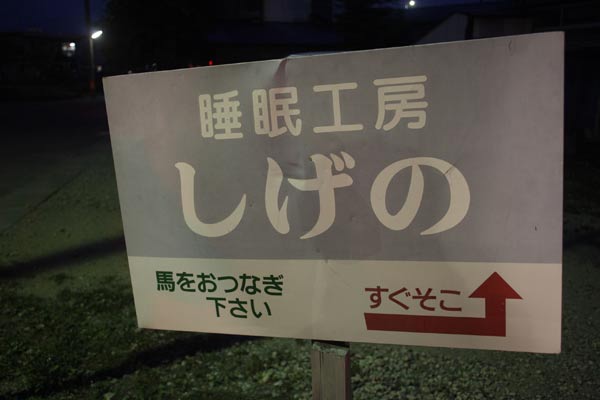 睡眠工房
しげの
馬をおつなぎ
下さい
すぐそこ